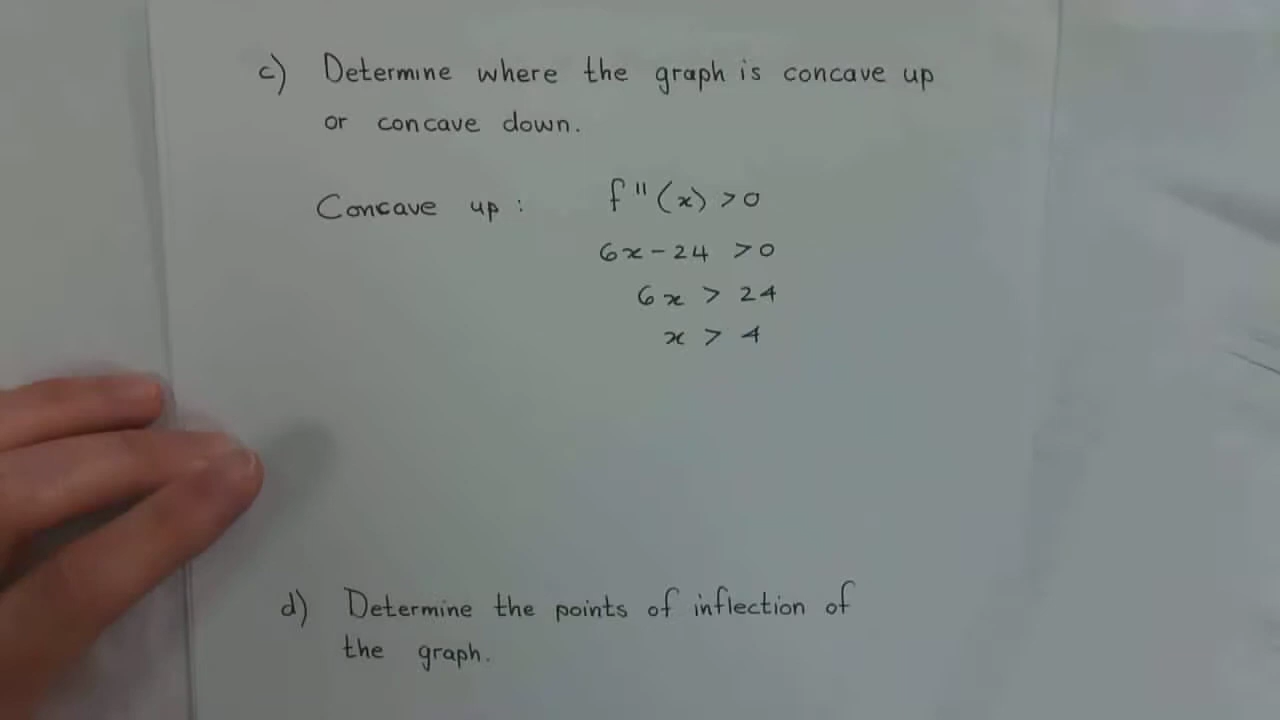 c) Determine where the graph is concave up
or concave down.
Concave up : f"(x) >0
6x-24 >0
6x > 24
x > 4
d) Determine the points of inflection of
the graph.